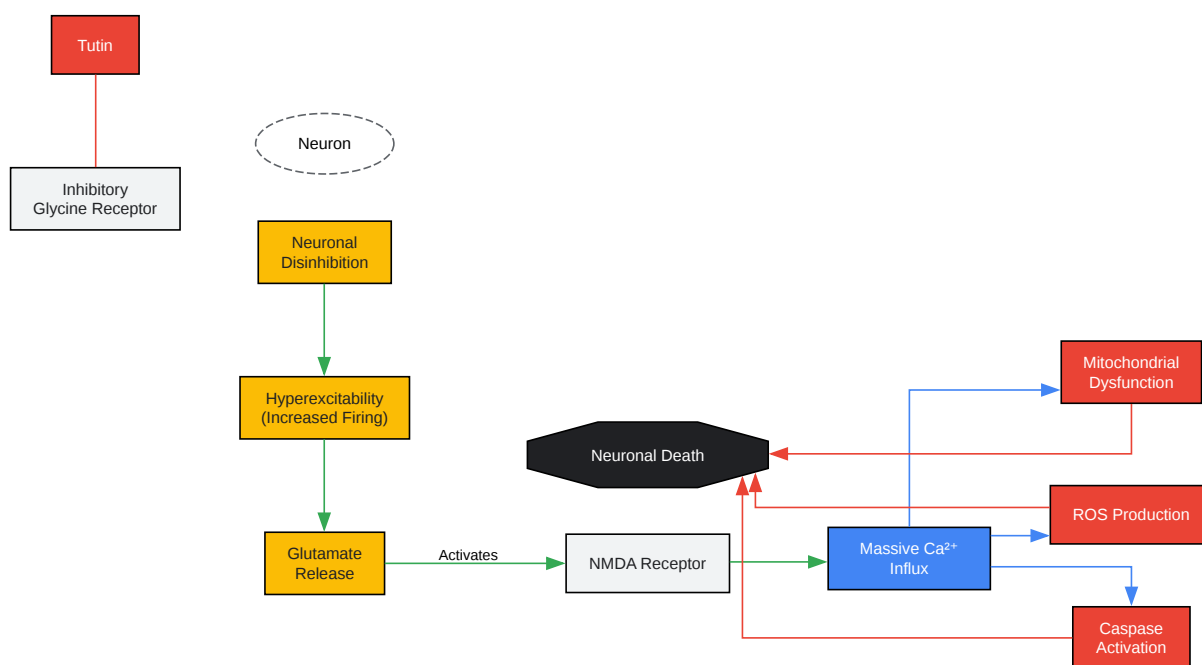 Tutin
Neuron
Inhibitory
Glycine Receptor
Neuronal
Disinhibition
Hyperexcitability
(Increased Firing)
Glutamate
Release
Activates
NMDA Receptor
Massive Ca²⁺
Influx
Neuronal Death
Mitochondrial
Dysfunction
ROS Production
Caspase
Activation